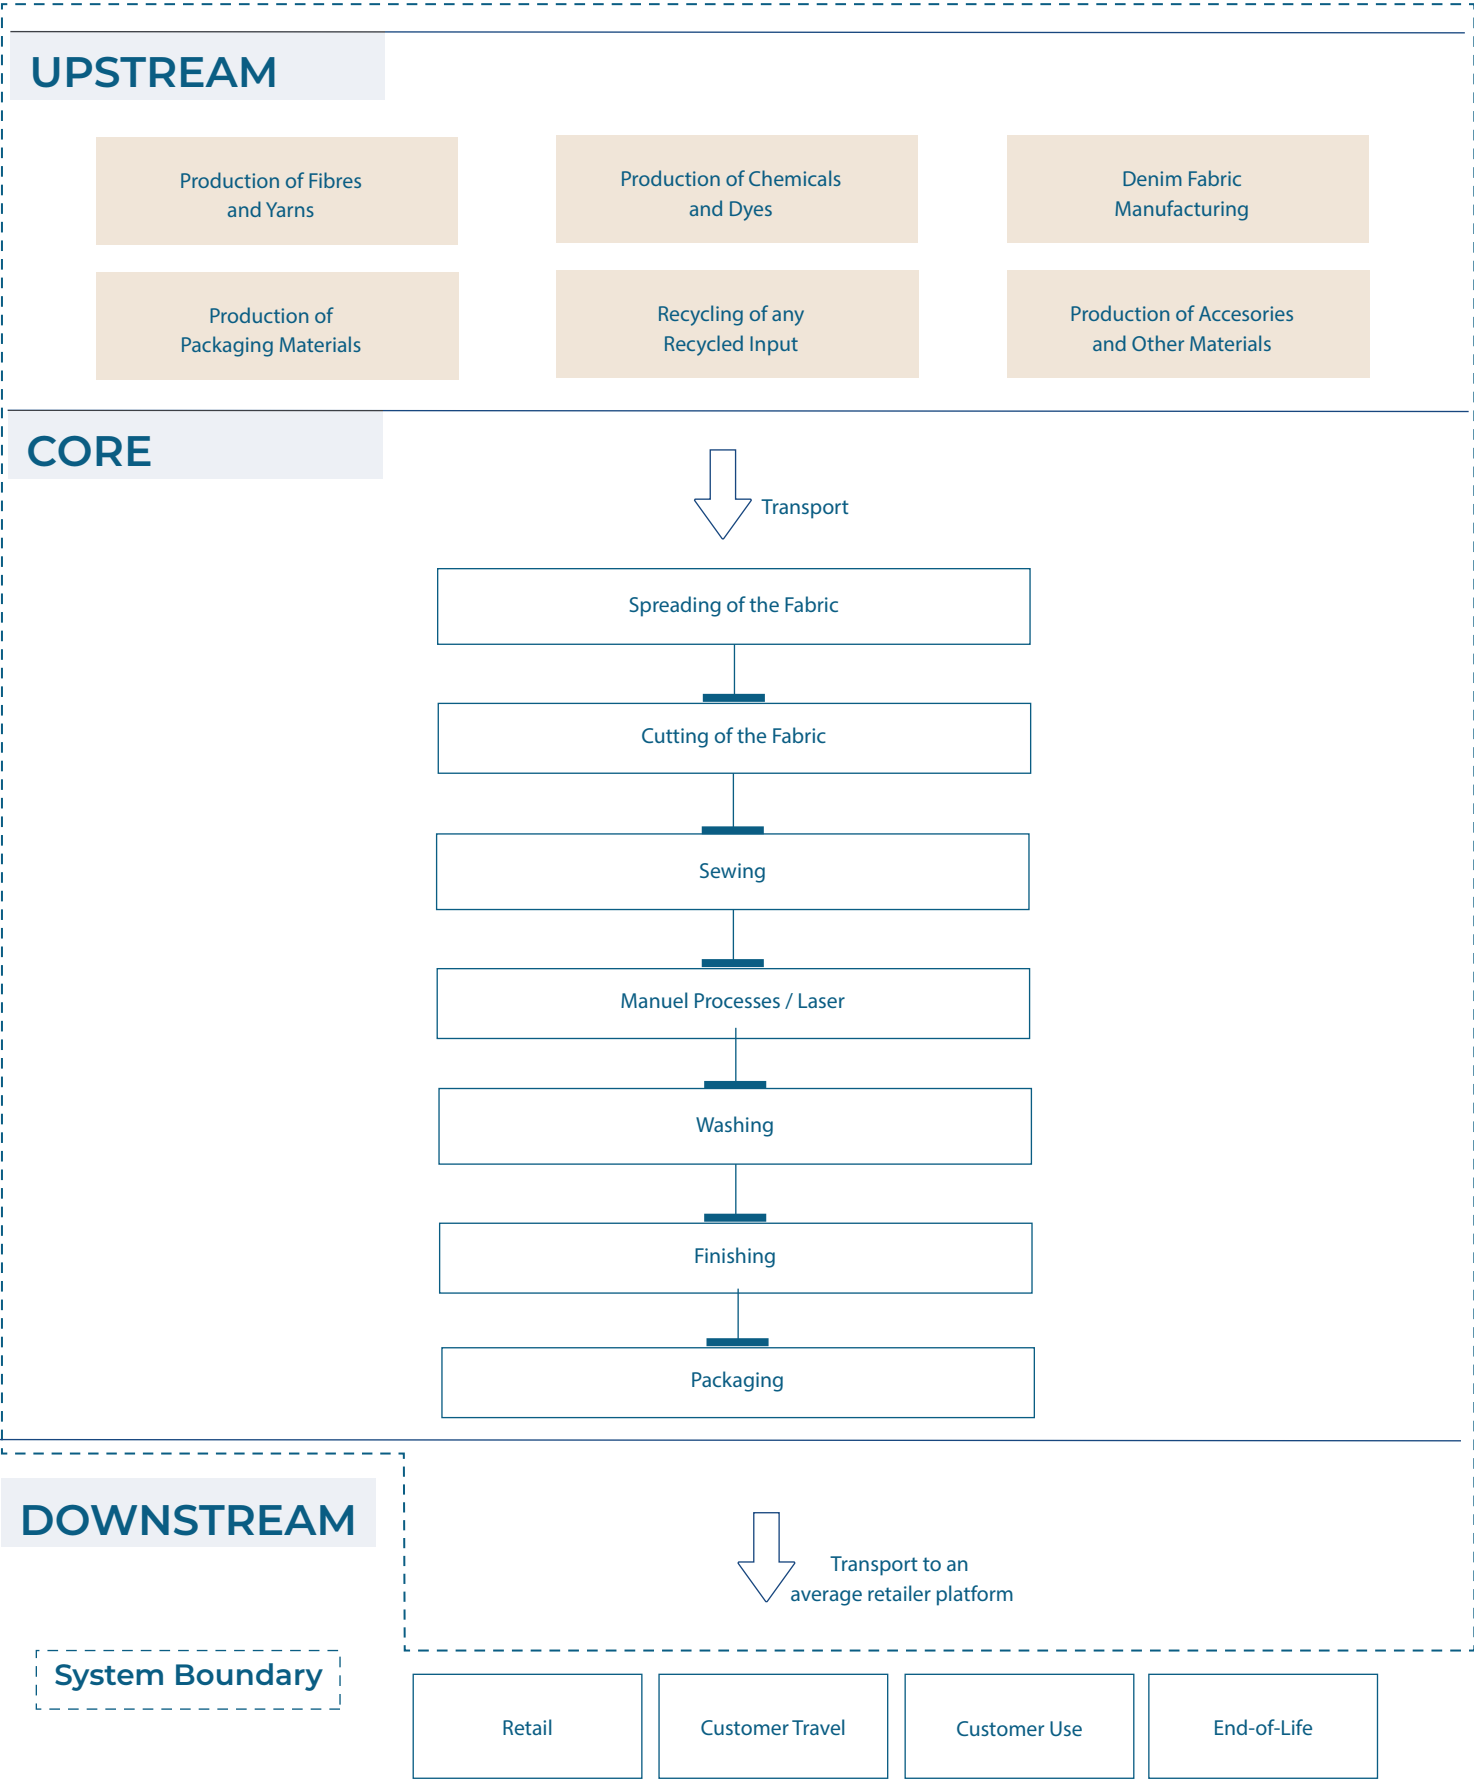 UPSTREAM
Production of Fibres
and Yarns
Production of Chemicals
and Dyes
Denim Fabric
Manufacturing
Production of
Packaging Materials
Recycling of any
Recycled Input
Production of Accesories
and Other Materials
CORE
Transport
Spreading of the Fabric
Cutting of the Fabric
Sewing
Manuel Processes / Laser
Washing
Finishing
Packaging
DOWNSTREAM
Transport to an
average retailer platform
System Boundary
Retail
Customer Travel
Customer Use
End-of-Life